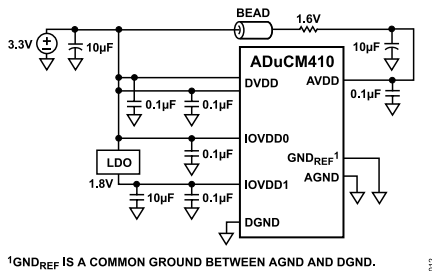 BEAD
1.6V
3.3V
10µF
10µF
ADuCM410
DVDD
AVDD
0.1µF
0.1µF
0.1µF
IOVDD0
0.1µF
GNDREF1
LDO
AGND
1.8V
10µF
IOVDD1
0.1µF
DGND
1GNDREF IS A COMMON GROUND BETWEEN AGND AND DGND.